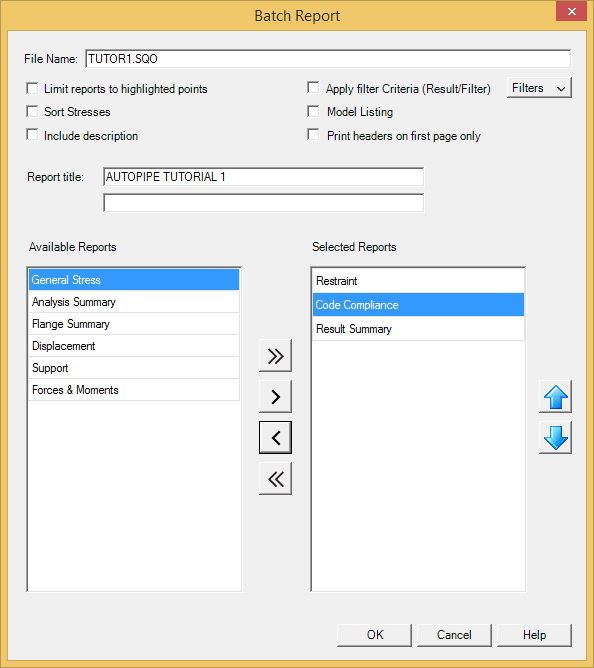 Batch Report
File Name: TUTOR1.SQO
Limit reports to highlighted points
Apply filter Criteria (Result/Filter)
Filters
Sort Stresses
Model Listing
Include description
Print headers on first page only
Report title: AUTOPIPE TUTORIAL 1
Available Reports
General Stress
Analysis Summary
Flange Summary
Displacement
Support
Forces & Moments
Selected Reports
Restraint
Code Compliance
Result Summary
OK
Cancel
Help